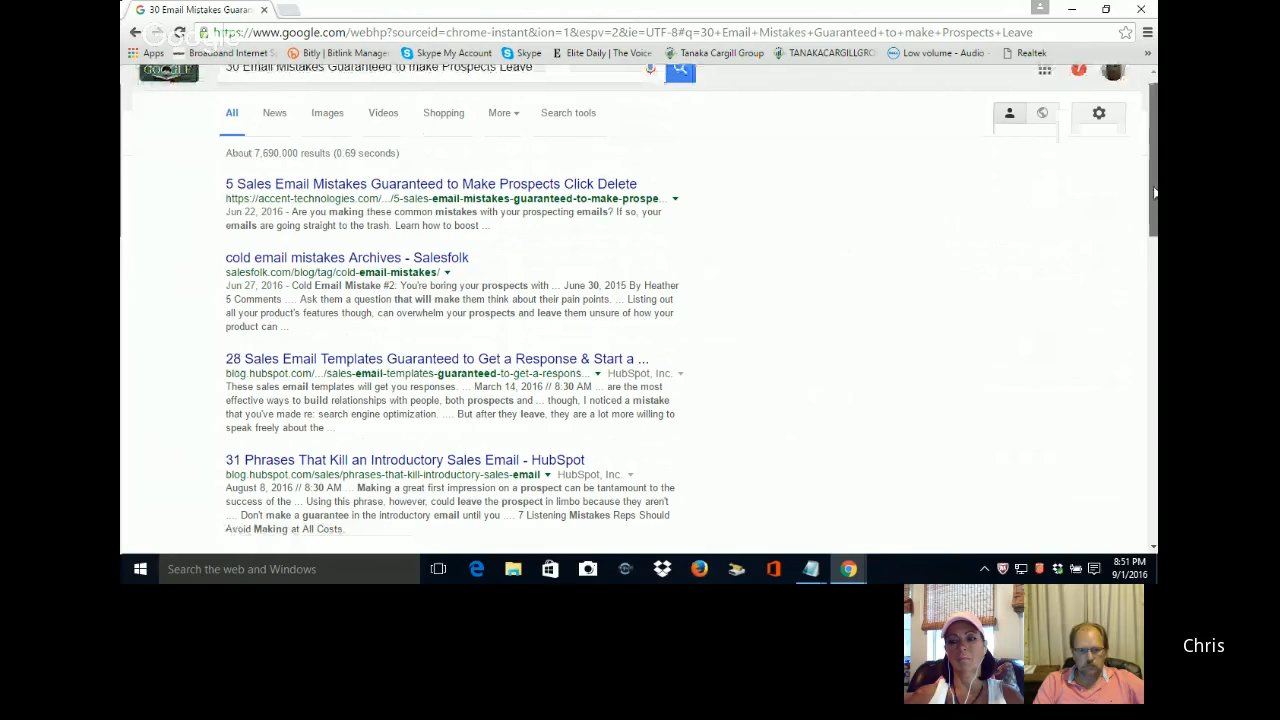 30 Email Mistakes Guaran
https://www.google.com/webhp?sourceid=chrome-instant&ion=1&espv=2&ie=UTF-8#q=30+Email+Mistakes+Guaranteed+to+make+Prospects+Leave
Apps Broadband Internet S Bitly | Bitlink Manager Skype My Account Skype Elite Daily | The Voice Tanaka Cargill Group TANAKACARGILLGRO Low volume - Audio Realtek
GOOGLE 30 Email Mistakes Guaranteed to make Prospects Leave
All News Images Videos Shopping More Search tools
About 7,690,000 results (0.69 seconds)
5 Sales Email Mistakes Guaranteed to Make Prospects Click Delete
https://accent-technologies.com/.../5-sales-email-mistakes-guaranteed-to-make-prospe...
Jun 22, 2016 - Are you making these common mistakes with your prospecting emails? If so, your
emails are going straight to the trash. Learn how to boost ...
cold email mistakes Archives - Salesfolk
salesfolk.com/blog/tag/cold-email-mistakes/
Jun 27, 2016 - Cold Email Mistake #2: You're boring your prospects with ... June 30, 2015 By Heather
5 Comments .... Ask them a question that will make them think about their pain points. ... Listing out
all your product's features though, can overwhelm your prospects and leave them unsure of how your
product can ...
28 Sales Email Templates Guaranteed to Get a Response & Start a ...
blog.hubspot.com/.../sales-email-templates-guaranteed-to-get-a-respons... HubSpot, Inc.
These sales email templates will get you responses. ... March 14, 2016 // 8:30 AM ... are the most
effective ways to build relationships with people, both prospects and ... though, I noticed a mistake
that you've made re: search engine optimization. .... But after they leave, they are a lot more willing to
speak freely about the ...
31 Phrases That Kill an Introductory Sales Email - HubSpot
blog.hubspot.com/sales/phrases-that-kill-introductory-sales-email HubSpot, Inc.
August 8, 2016 // 8:30 AM ... Making a great first impression on a prospect can be tantamount to the
success of the ... Using this phrase, however, could leave the prospect in limbo because they aren't
.... Don't make a guarantee in the introductory email until you .... 7 Listening Mistakes Reps Should
Avoid Making at All Costs.
Search the web and Windows
8:51 PM
9/1/2016
Chris